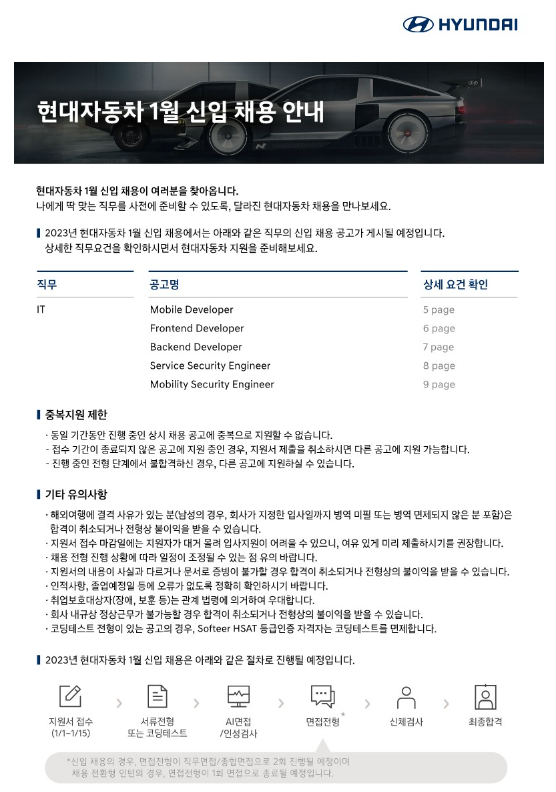 HYUNDAI
현대자동차 1월 신입 채용 안내
현대자동차 1월 신입 채용이 여러분을 찾아옵니다.
나에게 딱 맞는 직무를 사전에 준비할 수 있도록, 달라진 현대자동차 채용을 만나보세요.
2023년 현대자동차 1월 신입 채용에서는 아래와 같은 직무의 신입 채용 공고가 게시될 예정입니다.
상세한 직무요건을 확인하시면서 현대자동차 지원을 준비해보세요.
직무 공고명 상세 요건 확인
IT Mobile Developer 5 page
Frontend Developer 6 page
Backend Developer 7 page
Service Security Engineer 8 page
Mobility Security Engineer 9 page
중복지원 제한
· 동일 기간동안 진행 중인 상시 채용 공고에 중복으로 지원할 수 없습니다.
- 접수 기간이 종료되지 않은 공고에 지원 중인 경우, 지원서 제출을 취소하시면 다른 공고에 지원 가능합니다.
- 진행 중인 전형 단계에서 불합격하신 경우, 다른 공고에 지원하실 수 있습니다.
기타 유의사항
· 해외여행에 결격 사유가 있는 분(남성의 경우, 회사가 지정한 입사일까지 병역 미필 또는 병역 면제되지 않은 분 포함)은
합격이 취소되거나 전형상 불이익을 받을 수 있습니다.
· 지원서 접수 마감일에는 지원자가 대거 몰려 입사지원이 어려울 수 있으니, 여유 있게 미리 제출하시기를 권장합니다.
· 채용 전형 진행 상황에 따라 일정이 조정될 수 있는 점 유의 바랍니다.
· 지원서의 내용이 사실과 다르거나 문서로 증빙이 불가할 경우 합격이 취소되거나 전형상의 불이익을 받을 수 있습니다.
· 인적사항, 졸업예정일 등에 오류가 없도록 정확히 확인하시기 바랍니다.
· 취업보호대상자(장애, 보훈 등)는 관계 법령에 의거하여 우대합니다.
· 회사 내규상 정상근무가 불가능할 경우 합격이 취소되거나 전형상의 불이익을 받을 수 있습니다.
· 코딩테스트 전형이 있는 공고의 경우, Softeer HSAT 등급인증 자격자는 코딩테스트를 면제합니다.
2023년 현대자동차 1월 신입 채용은 아래와 같은 절차로 진행될 예정입니다.
지원서 접수 서류전형 AI면접 면접전형* 신체검사 최종합격
(1/1~1/15) 또는 코딩테스트 /인성검사
*신입 채용의 경우, 면접전형이 직무면접/종합면접으로 2회 진행될 예정이며
채용 전환형 인턴의 경우, 면접전형이 1회 면접으로 종료될 예정입니다.